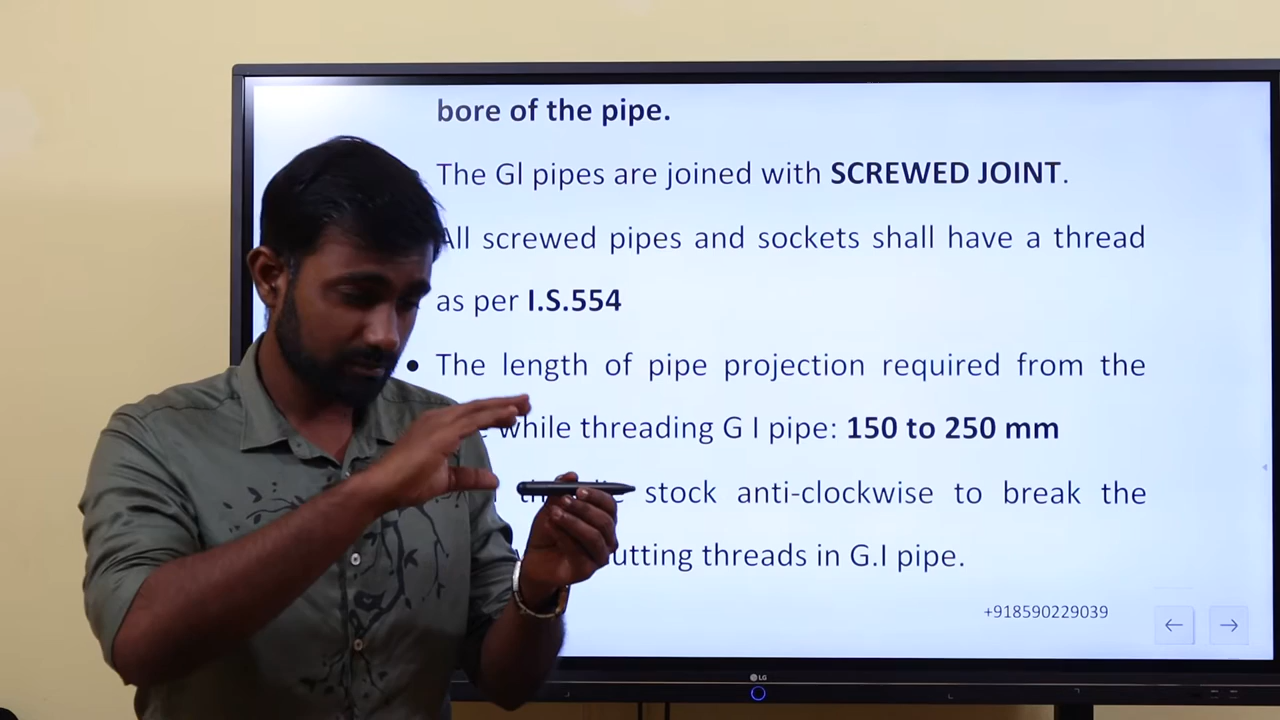 bore of the pipe.
The GI pipes are joined with SCREWED JOINT.
All screwed pipes and sockets shall have a thread
as per I.S.554
• The length of pipe projection required from the
while threading G I pipe: 150 to 250 mm
stock anti-clockwise to break the
threads in G.I pipe.
+918590229039
← →
LG